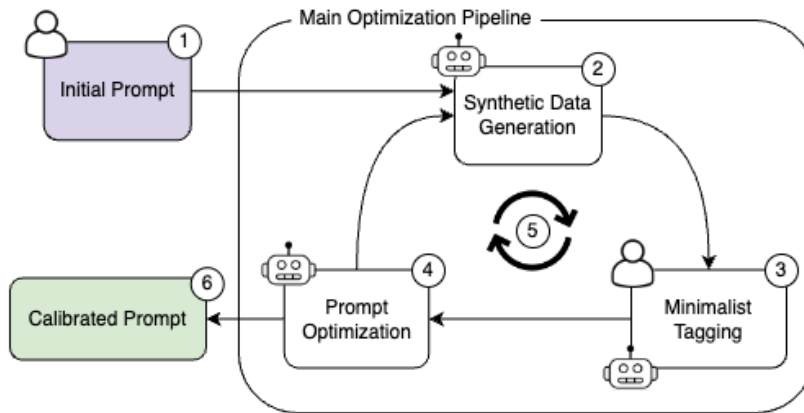 Main Optimization Pipeline
1
Initial Prompt
2
Synthetic Data
Generation
5
6
Calibrated Prompt
4
Prompt
Optimization
3
Minimalist
Tagging